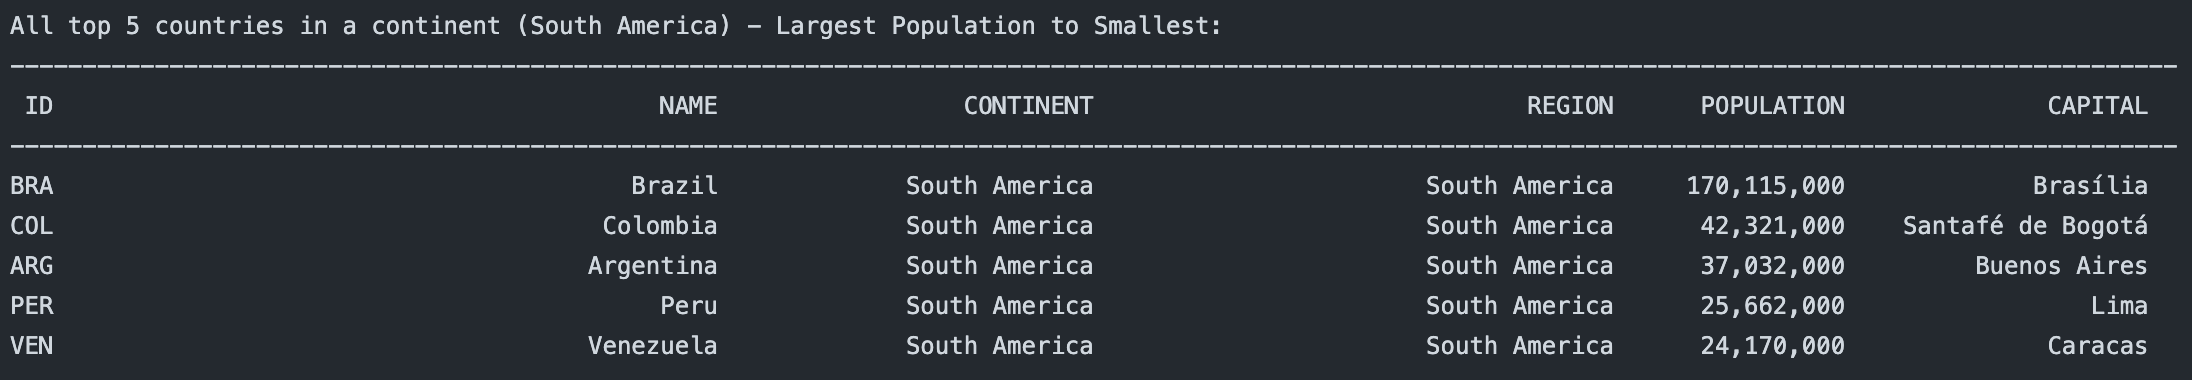 All top 5 countries in a continent (South America) – Largest Population to Smallest:
ID NAME CONTINENT REGION POPULATION CAPITAL
BRA Brazil South America South America 170,115,000 Brasília
COL Colombia South America South America 42,321,000 Santafé de Bogotá
ARG Argentina South America South America 37,032,000 Buenos Aires
PER Peru South America South America 25,662,000 Lima
VEN Venezuela South America South America 24,170,000 Caracas